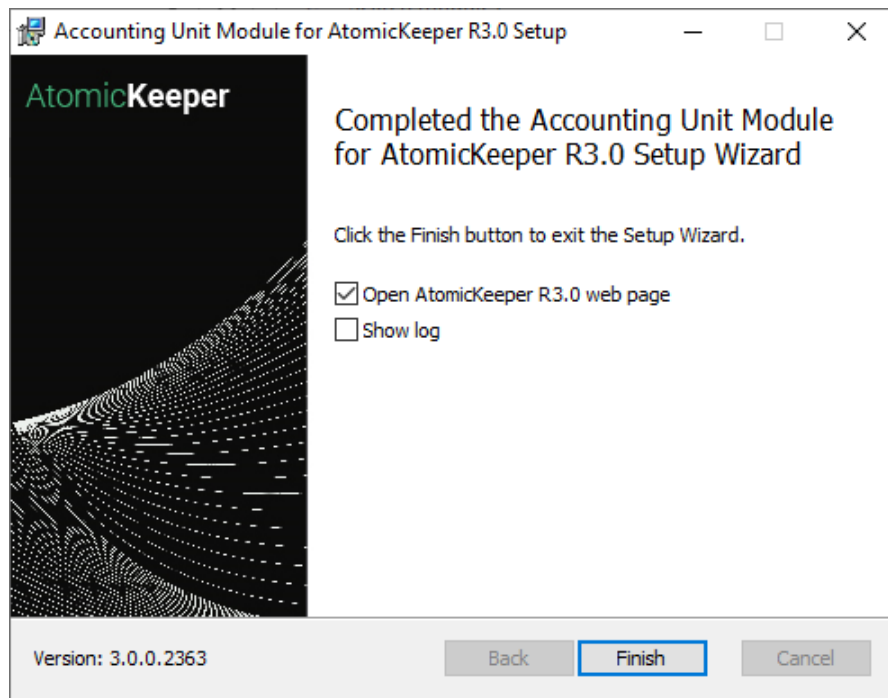 Accounting Unit Module for AtomicKeeper R3.0 Setup
AtomicKeeper
Completed the Accounting Unit Module
for AtomicKeeper R3.0 Setup Wizard
Click the Finish button to exit the Setup Wizard.
Open AtomicKeeper R3.0 web page
Show log
Version: 3.0.0.2363
Back
Finish
Cancel